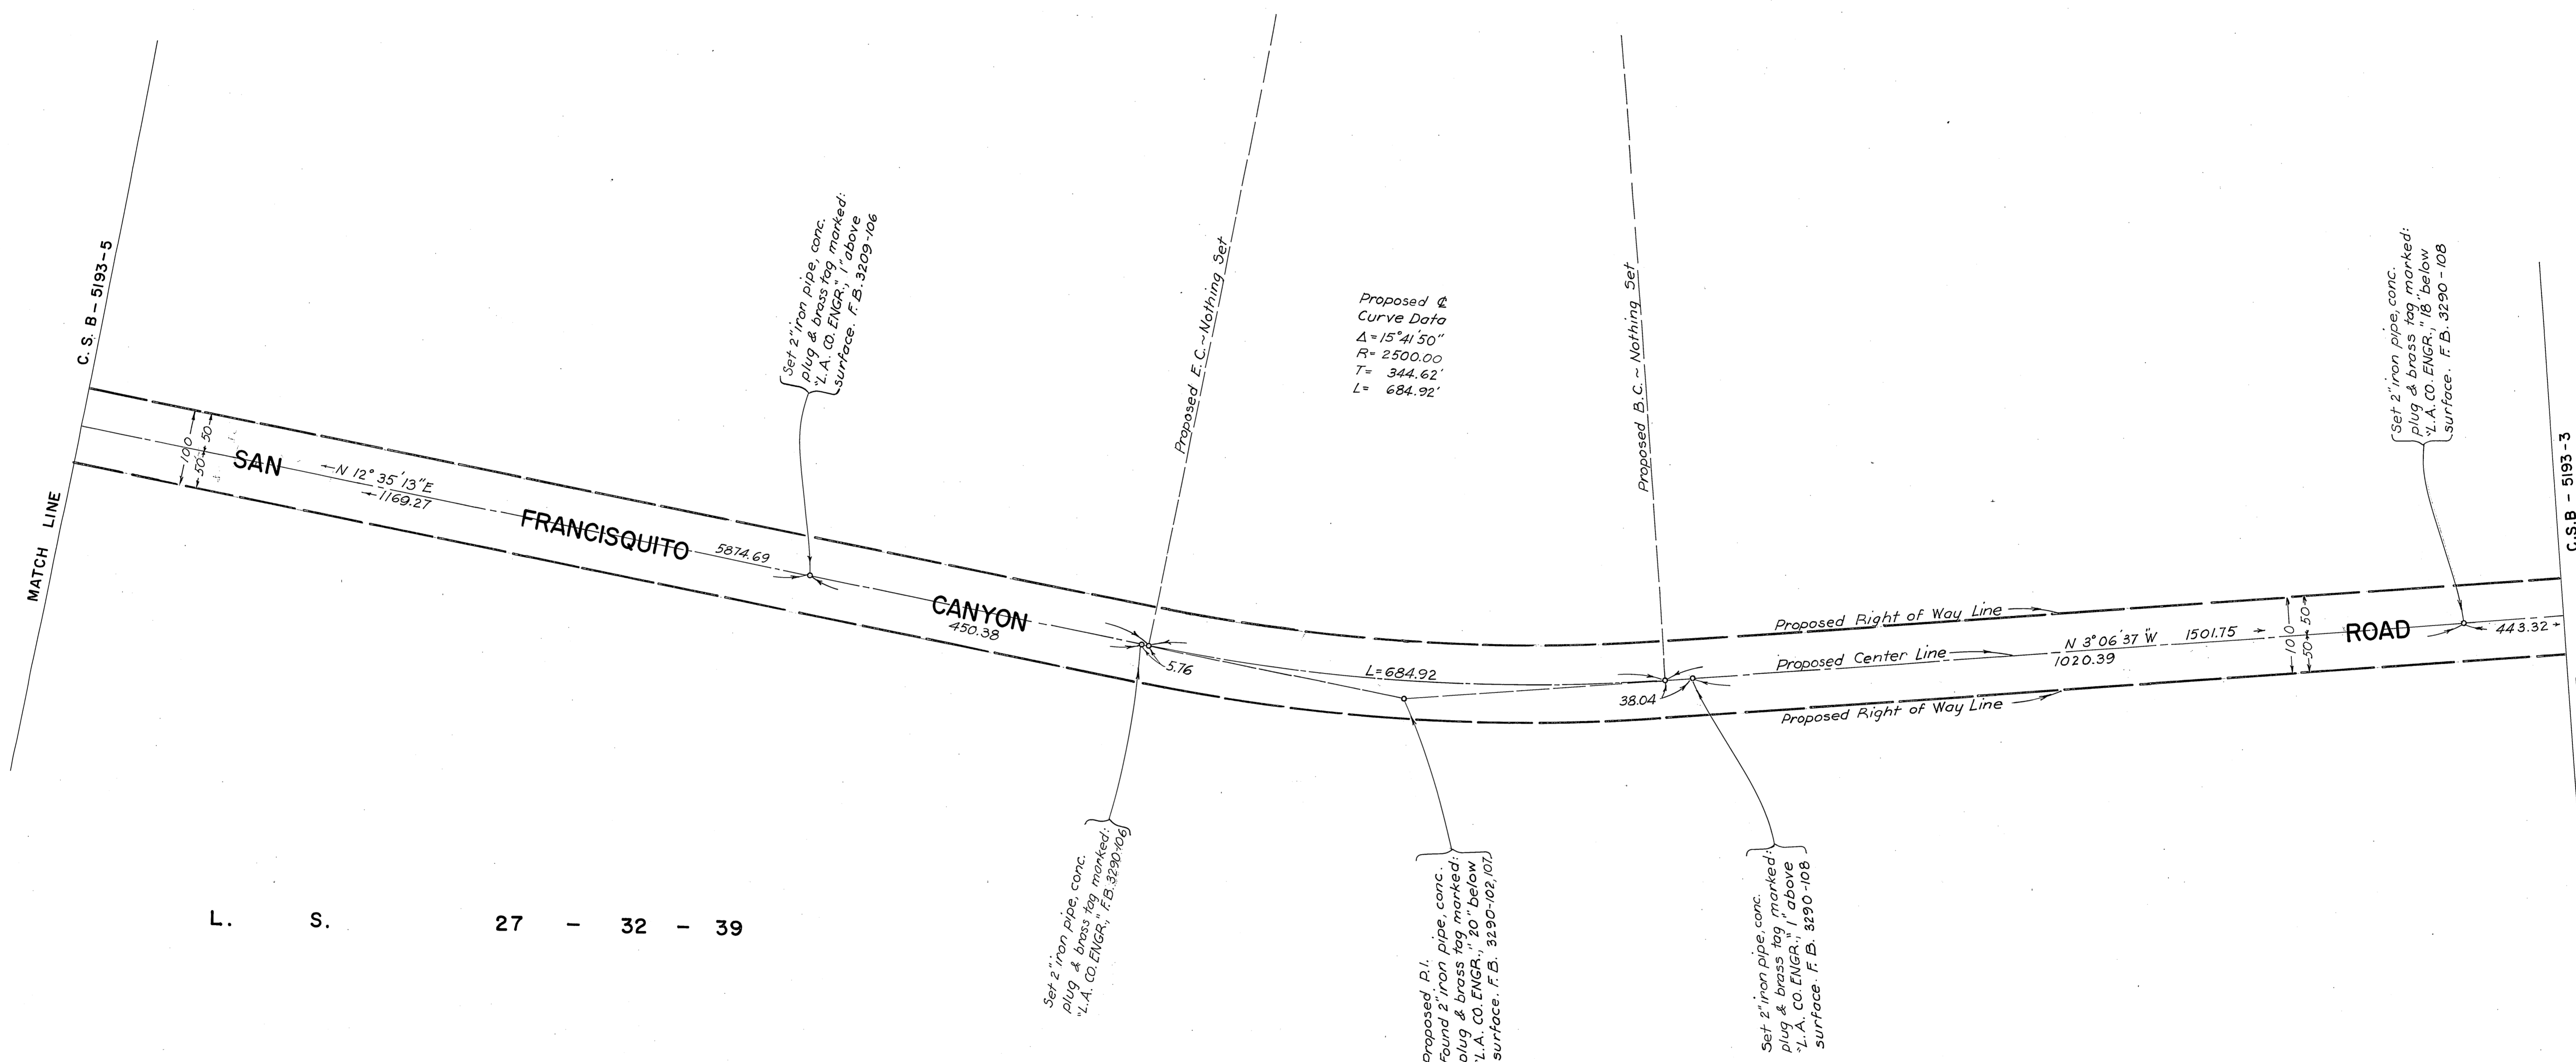 C. S. B - 5193 - 5
MATCH LINE
100
50
50
SAN
N 12° 35' 13" E
1169.27
FRANCISQUITO
5874.69
Set 2" iron pipe, conc.
plug & brass tag marked:
"L.A. CO. ENGR.", 1" above
surface. F.B. 3209-106
CANYON
450.38
Proposed E.C. ~ Nothing Set
5.76
Set 2" iron pipe, conc.
plug & brass tag marked:
"L.A. CO. ENGR.", F.B. 3290-106
Proposed ℄
Curve Data
Δ = 15° 41' 50"
R = 2500.00
T = 344.62'
L = 684.92'
L = 684.92
Proposed P.I.
Found 2" iron pipe, conc.
plug & brass tag marked:
"L.A. CO. ENGR.," 20" below
surface. F.B. 3290-102,107
Proposed B.C. ~ Nothing Set
38.04
Set 2" iron pipe, conc.
plug & brass tag marked:
"L.A. CO. ENGR.," 1" above
surface. F.B. 3290-108
Proposed Right of Way Line
Proposed Center Line
Proposed Right of Way Line
N 3° 06' 37" W 1501.75
1020.39
100
50
50
ROAD
443.32
Set 2" iron pipe, conc.
plug & brass tag marked:
"L.A. CO. ENGR.," 18" below
surface. F.B. 3290-108
C.S.B - 5193-3
L. S. 27 - 32 - 39